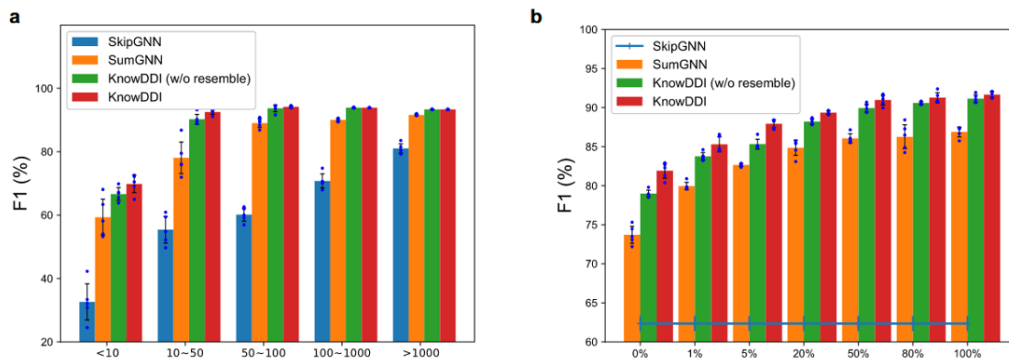 a
b
SkipGNN
SumGNN
KnowDDI (w/o resemble)
KnowDDI
F1 (%)
100
80
60
40
20
<10
10~50
50~100
100~1000
>1000
SkipGNN
SumGNN
KnowDDI (w/o resemble)
KnowDDI
F1 (%)
100
95
90
85
80
75
70
65
60
0%
1%
5%
20%
50%
80%
100%